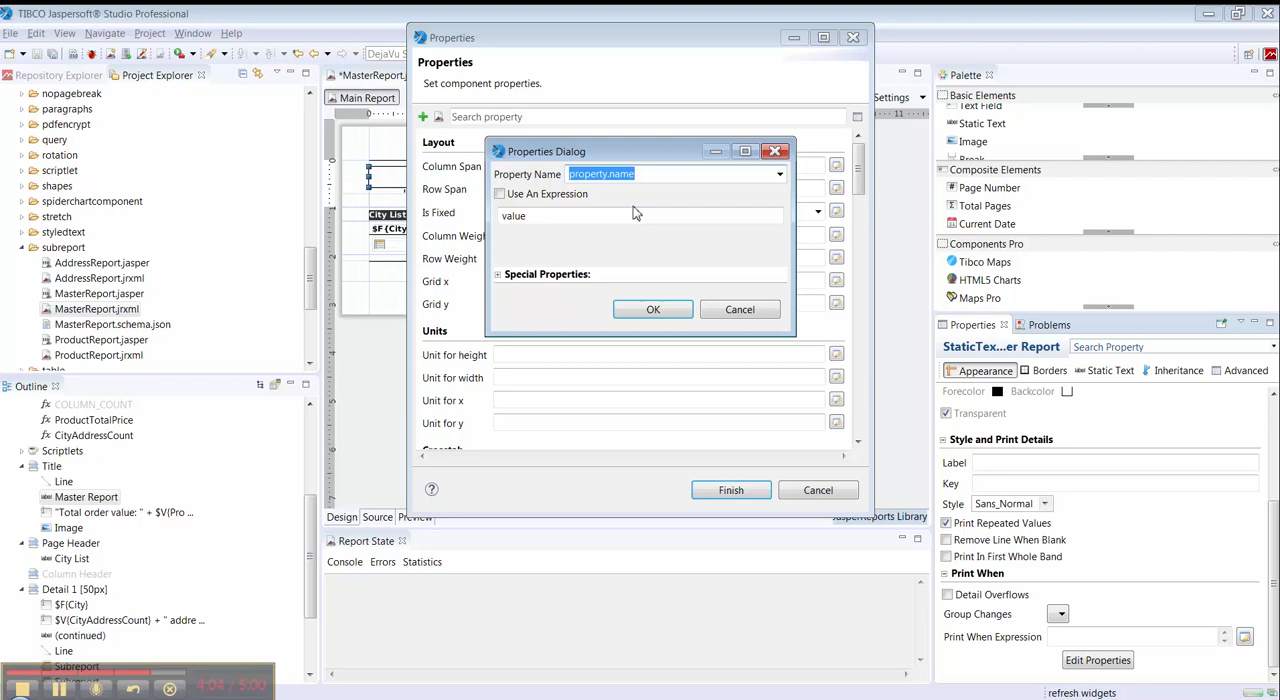 TIBCO Jaspersoft® Studio Professional
File Edit View Navigate Project Window Help
DejaVu S
Repository Explorer Project Explorer
nopagebreak
paragraphs
pdfencrypt
query
rotation
scriptlet
shapes
spiderchartcomponent
stretch
styledtext
subreport
AddressReport.jasper
AddressReport.jrxml
MasterReport.jasper
MasterReport.jrxml
MasterReport.schema.json
ProductReport.jasper
ProductReport.jrxml
table
Outline
COLUMN_COUNT
ProductTotalPrice
CityAddressCount
Scriptlets
Title
Line
Master Report
"Total order value: " + $V{Pro ...
Image
Page Header
City List
Column Header
Detail 1 [50px]
$F{City}
$V{CityAddressCount} + " addre ...
(continued)
Line
Subreport
4:04 / 5:00
*MasterReport.j
Main Report
Settings
11
City List
$F {City
Design Source Preview
JasperReports Library
Properties
Properties
Set component properties.
Search property
Layout
Column Span
Row Span
Is Fixed
Column Weigh
Row Weight
Grid x
Grid y
Units
Unit for height
Unit for width
Unit for x
Unit for y
Finish Cancel
Properties Dialog
Property Name property.name
Use An Expression
value
Special Properties:
OK Cancel
Report State
Console Errors Statistics
Palette
Basic Elements
Text Field
Static Text
Image
Break
Composite Elements
Page Number
Total Pages
Current Date
Components Pro
Tibco Maps
HTML5 Charts
Maps Pro
Properties Problems
StaticTex...er Report Search Property
Appearance Borders Static Text Inheritance Advanced
Forecolor Backcolor
Transparent
Style and Print Details
Label
Key
Style Sans_Normal
Print Repeated Values
Remove Line When Blank
Print In First Whole Band
Print When
Detail Overflows
Group Changes
Print When Expression
Edit Properties
refresh widgets